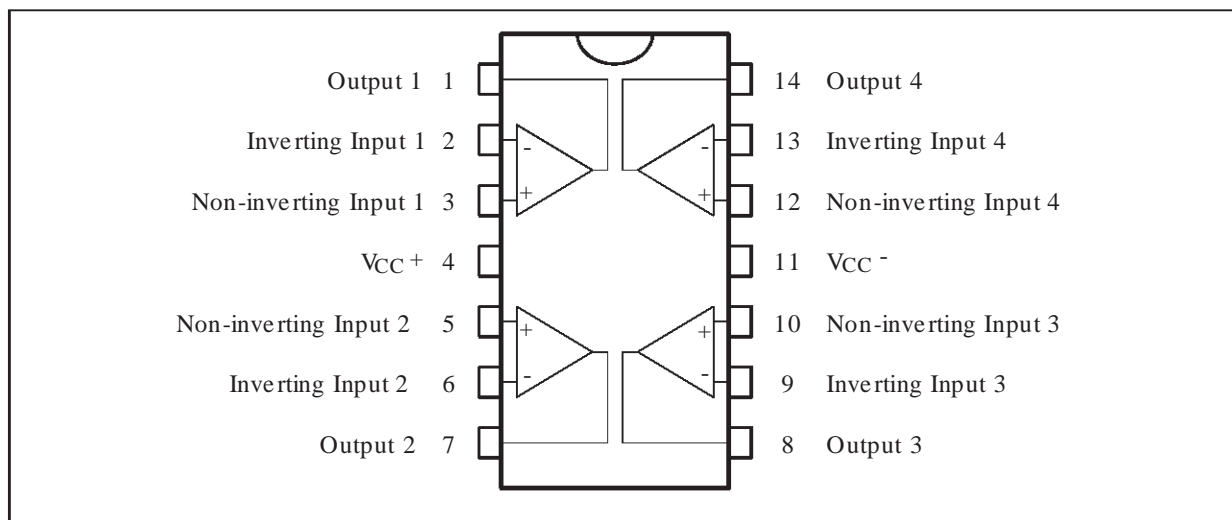 Output 1 1 14 Output 4
Inverting Input 1 2 - - 13 Inverting Input 4
Non-inverting Input 1 3 + + 12 Non-inverting Input 4
VCC + 4 11 VCC -
Non-inverting Input 2 5 + + 10 Non-inverting Input 3
Inverting Input 2 6 - - 9 Inverting Input 3
Output 2 7 8 Output 3